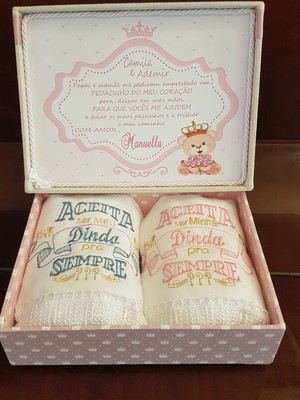 Camila
e Ademir
Papai e mamãe me pediram emprestado um
PEDACINHO DO MEU CORAÇÃO
para deixar em suas mãos,
PARA QUE VOCÊS ME AJUDEM
a guiar os meus passinhos e a trilhar
o meu caminho.
COM AMOR...
Manuella
ACEITA
ser Meu
Dindo
pra
SEMPRE
???
ACEITA
ser Minha
Dinda
pra
SEMPRE
???